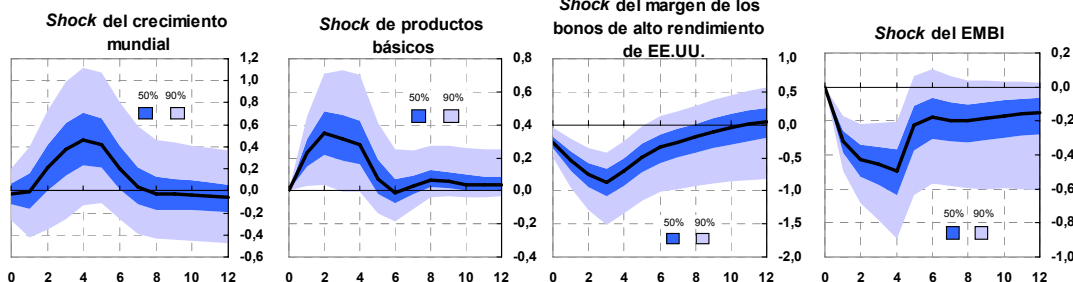 Shock del crecimiento
mundial
1,2
1,0
0,8
0,6
0,4
0,2
0,0
-0,2
-0,4
-0,6
50% 90%
0 2 4 6 8 10 12
Shock de productos
básicos
0,8
0,6
0,4
0,2
0,0
-0,2
-0,4
50% 90%
0 2 4 6 8 10 12
Shock del margen de los
bonos de alto rendimiento
de EE.UU.
1,0
0,5
0,0
-0,5
-1,0
-1,5
-2,0
50% 90%
0 2 4 6 8 10 12
Shock del EMBI
0,2
0,0
-0,2
-0,4
-0,6
-0,8
-1,0
50% 90%
0 2 4 6 8 10 12